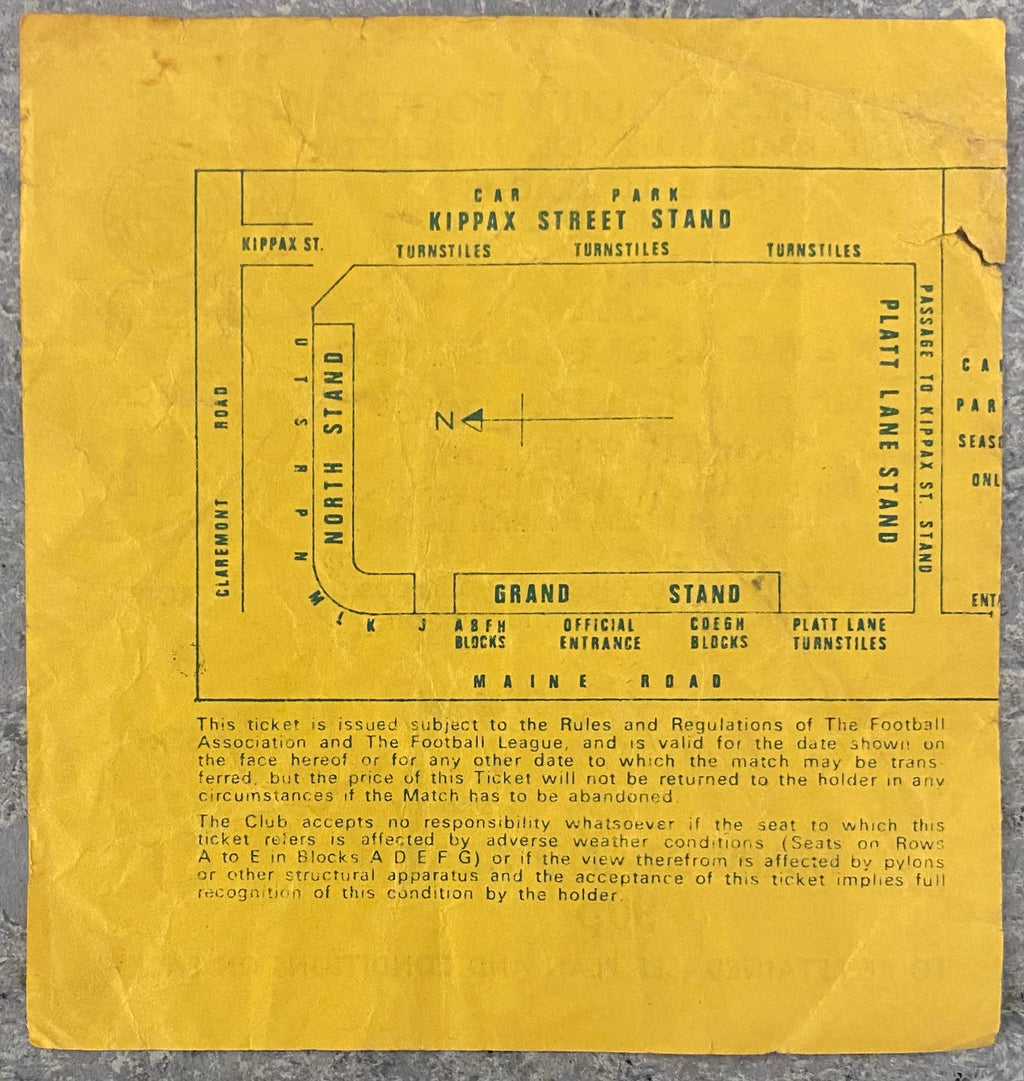 CAR PARK
KIPPAX STREET STAND
KIPPAX ST.
TURNSTILES TURNSTILES TURNSTILES
U T S R P N M L K J
NORTH STAND
CLAREMONT ROAD
N
PLATT LANE STAND
PASSAGE TO KIPPAX ST. STAND
CA
PAR
SEAS
ONL
ENT
GRAND STAND
ABFH
BLOCKS
OFFICIAL
ENTRANCE
CDEGH
BLOCKS
PLATT LANE
TURNSTILES
MAINE ROAD
This ticket is issued subject to the Rules and Regulations of The Football
Association and The Football League, and is valid for the date shown on
the face hereof or for any other date to which the match may be trans-
ferred, but the price of this Ticket will not be returned to the holder in any
circumstances if the Match has to be abandoned.
The Club accepts no responsibility whatsoever if the seat to which this
ticket refers is affected by adverse weather conditions (Seats on Rows
A to E in Blocks A D E F G) or if the view therefrom is affected by pylons
or other structural apparatus and the acceptance of this ticket implies full
recognition of this condition by the holder.